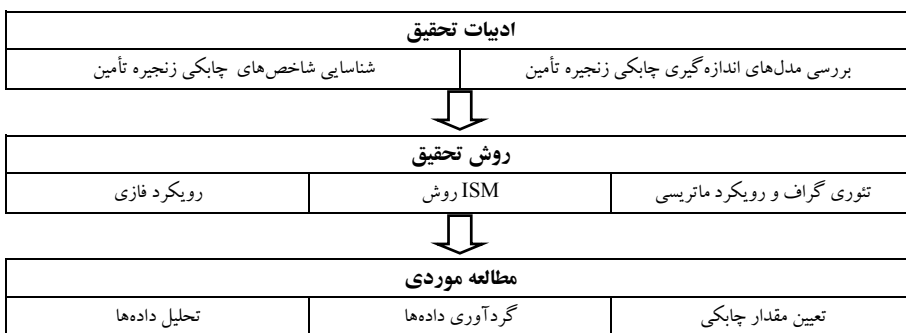 ادبیات تحقیق
بررسی مدل‌های اندازه‌گیری چابکی زنجیره تأمین
شناسایی شاخص‌های چابکی زنجیره تأمین
روش تحقیق
تئوری گراف و رویکرد ماتریسی
ISM روش
رویکرد فازی
مطالعه موردی
تعیین مقدار چابکی
گردآوری داده‌ها
تحلیل داده‌ها